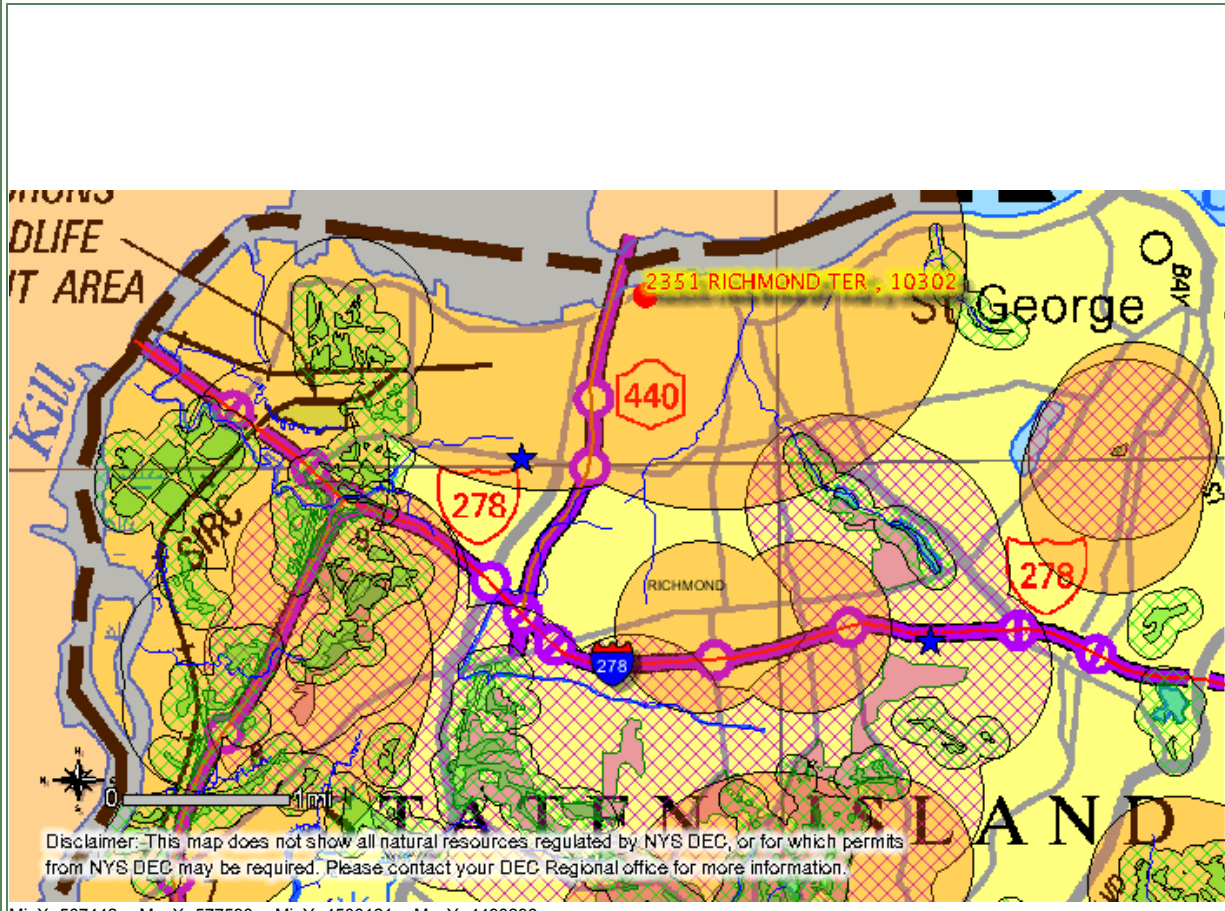 DLIFE
T AREA
2351 RICHMOND TER , 10302
St George
BAY
Kill
440
278
SIRC
278
RICHMOND
278
0 1mi
STATEN ISLAND
Disclaimer: This map does not show all natural resources regulated by NYS DEC, or for which permits
from NYS DEC may be required. Please contact your DEC Regional office for more information.